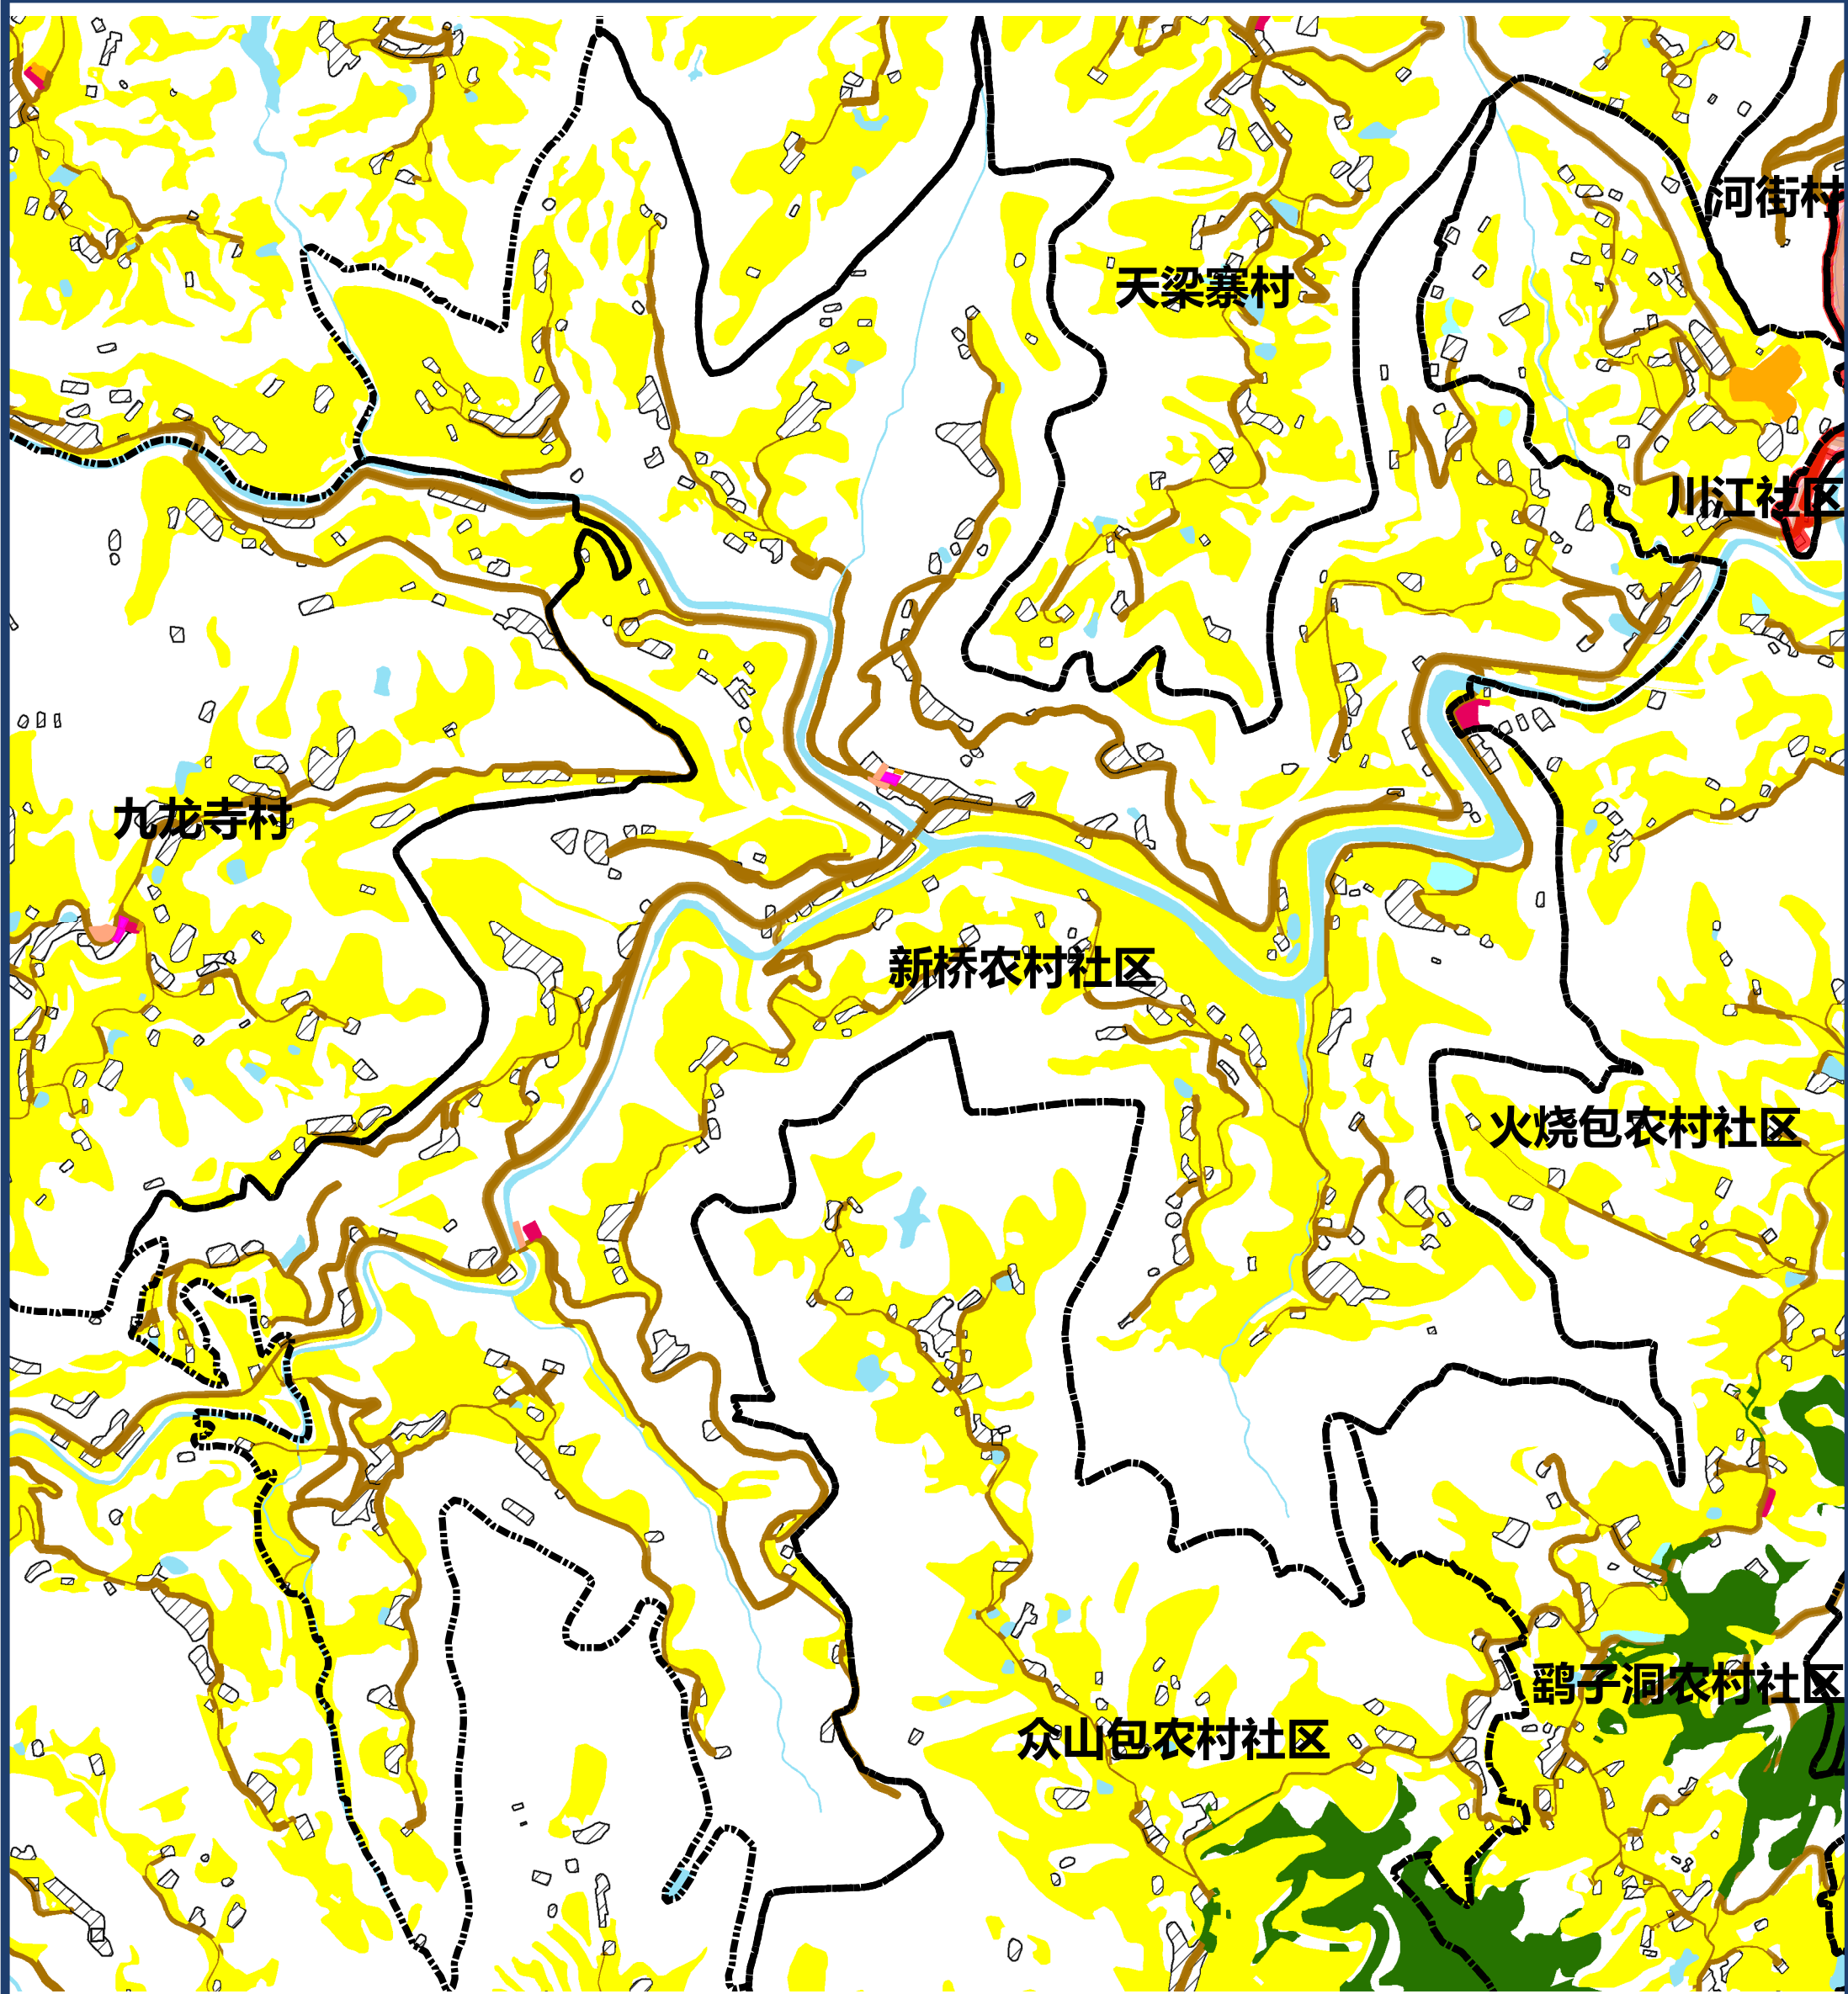 河街村
天梁寨村
川江社区
九龙寺村
新桥农村社区
火烧包农村社区
鹞子洞农村社区
众山包农村社区